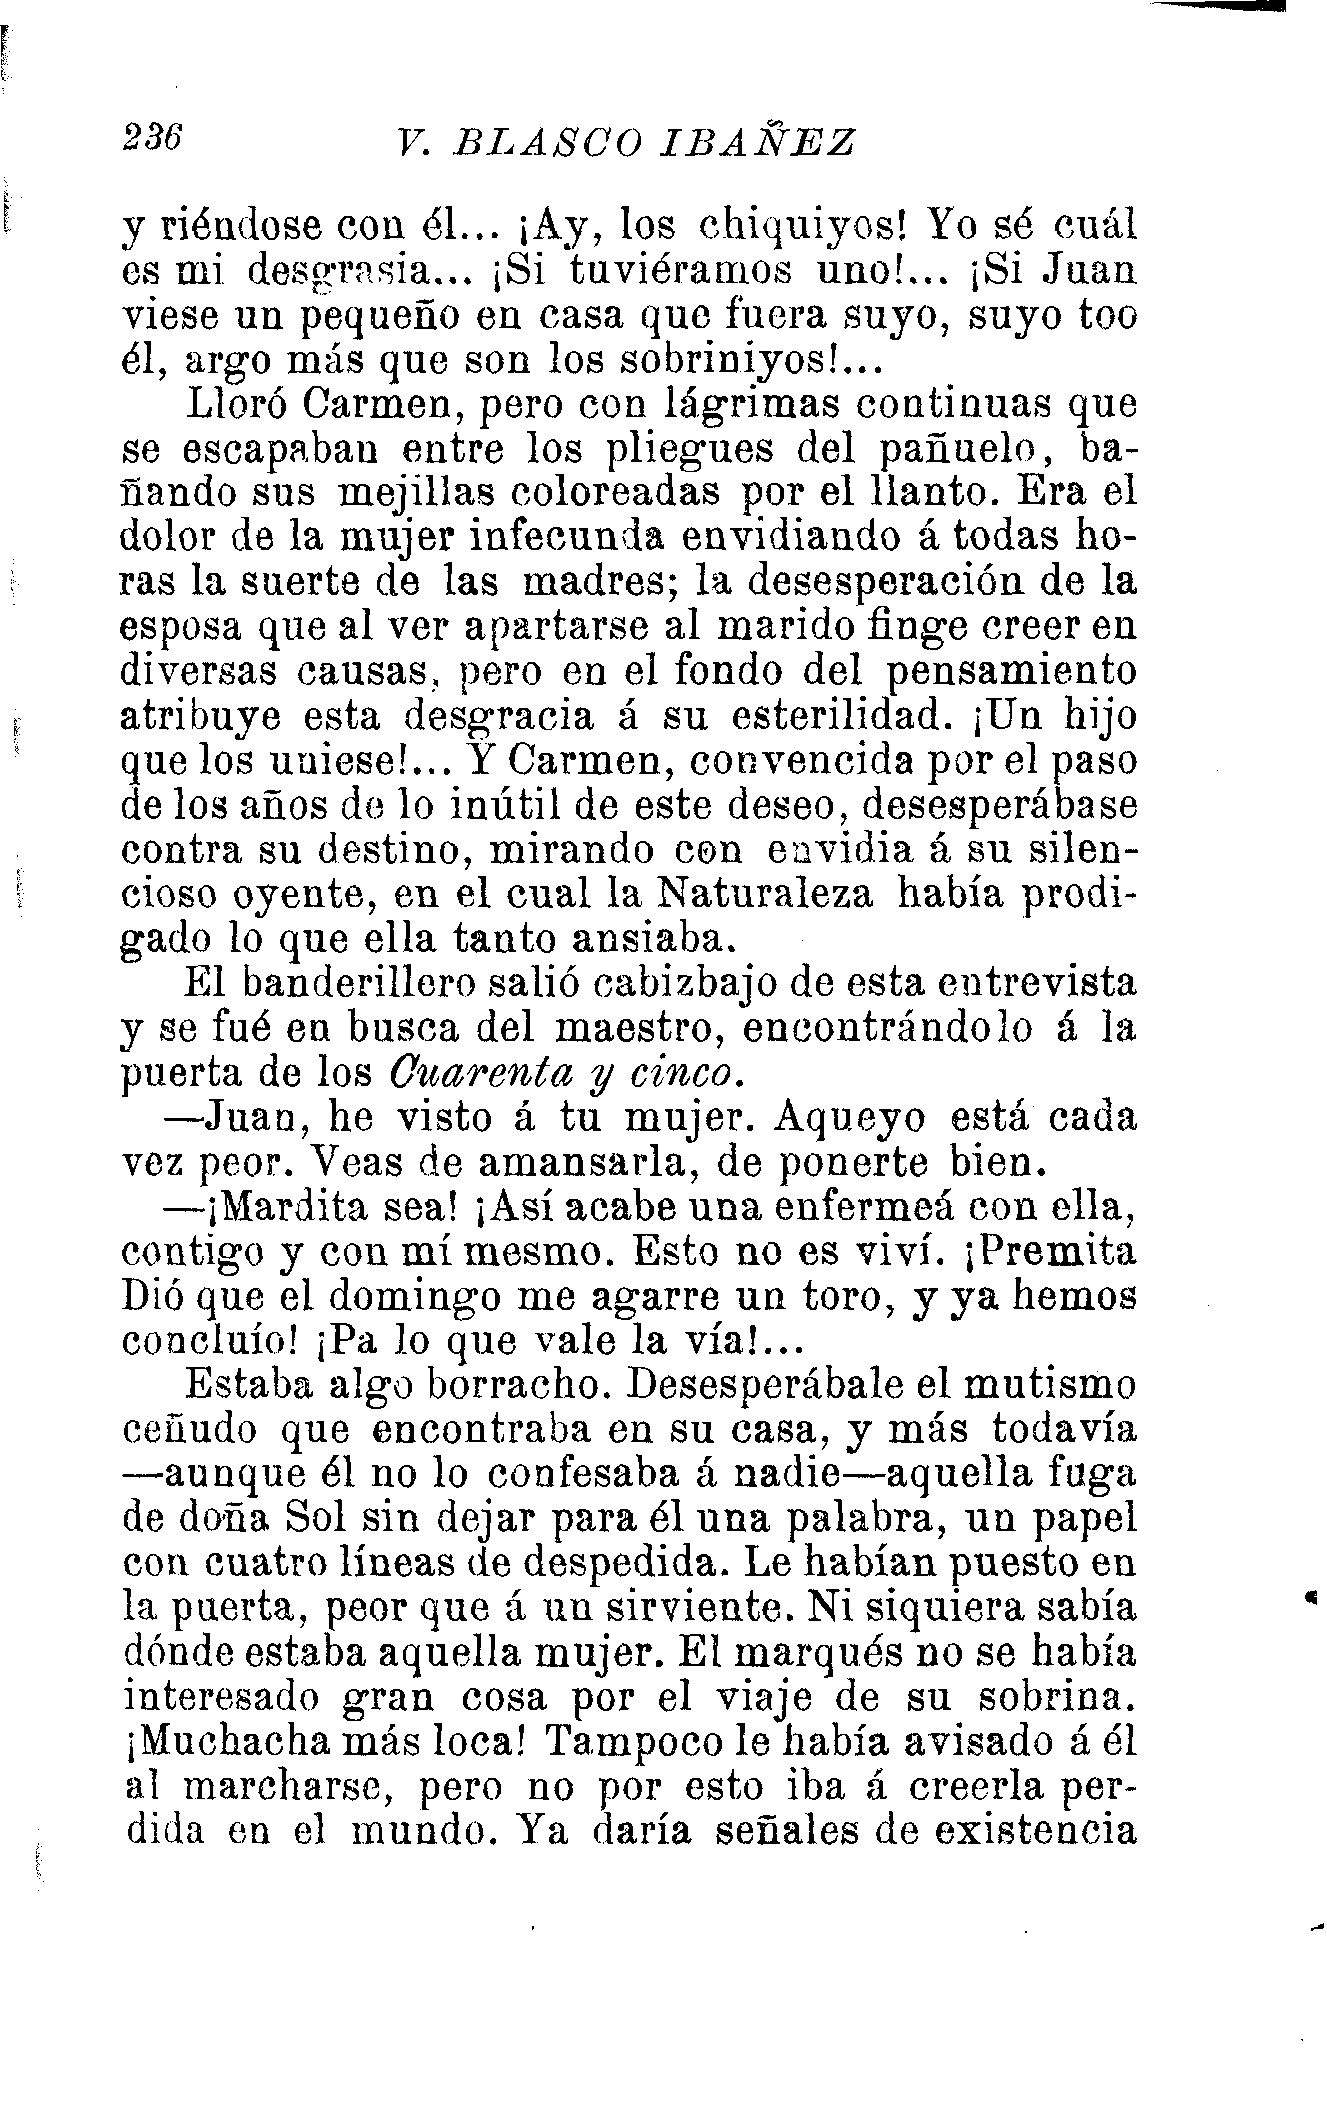 236 V. BLASCO IBAÑEZ
y riéndose con él... ¡Ay, los chiquiyos! Yo sé cuál
es mi desgrasia... ¡Si tuviéramos uno!... ¡Si Juan
viese un pequeño en casa que fuera suyo, suyo too
él, argo más que son los sobriniyos!...
Lloró Carmen, pero con lágrimas continuas que
se escapaban entre los pliegues del pañuelo, ba-
ñando sus mejillas coloreadas por el llanto. Era el
dolor de la mujer infecunda envidiando á todas ho-
ras la suerte de las madres; la desesperación de la
esposa que al ver apartarse al marido finge creer en
diversas causas, pero en el fondo del pensamiento
atribuye esta desgracia á su esterilidad. ¡Un hijo
que los uniese!... Y Carmen, convencida por el paso
de los años de lo inútil de este deseo, desesperábase
contra su destino, mirando con envidia á su silen-
cioso oyente, en el cual la Naturaleza había prodi-
gado lo que ella tanto ansiaba.
El banderillero salió cabizbajo de esta entrevista
y se fué en busca del maestro, encontrándolo á la
puerta de los Cuarenta y cinco.
—Juan, he visto á tu mujer. Aqueyo está cada
vez peor. Veas de amansarla, de ponerte bien.
—¡Mardita sea! ¡Así acabe una enfermeá con ella,
contigo y con mí mesmo. Esto no es viví. ¡Premita
Dió que el domingo me agarre un toro, y ya hemos
concluío! ¡Pa lo que vale la vía!...
Estaba algo borracho. Desesperábale el mutismo
ceñudo que encontraba en su casa, y más todavía
—aunque él no lo confesaba á nadie—aquella fuga
de doña Sol sin dejar para él una palabra, un papel
con cuatro líneas de despedida. Le habían puesto en
la puerta, peor que á un sirviente. Ni siquiera sabía
dónde estaba aquella mujer. El marqués no se había
interesado gran cosa por el viaje de su sobrina.
¡Muchacha más loca! Tampoco le había avisado á él
al marcharse, pero no por esto iba á creerla per-
dida en el mundo. Ya daría señales de existencia